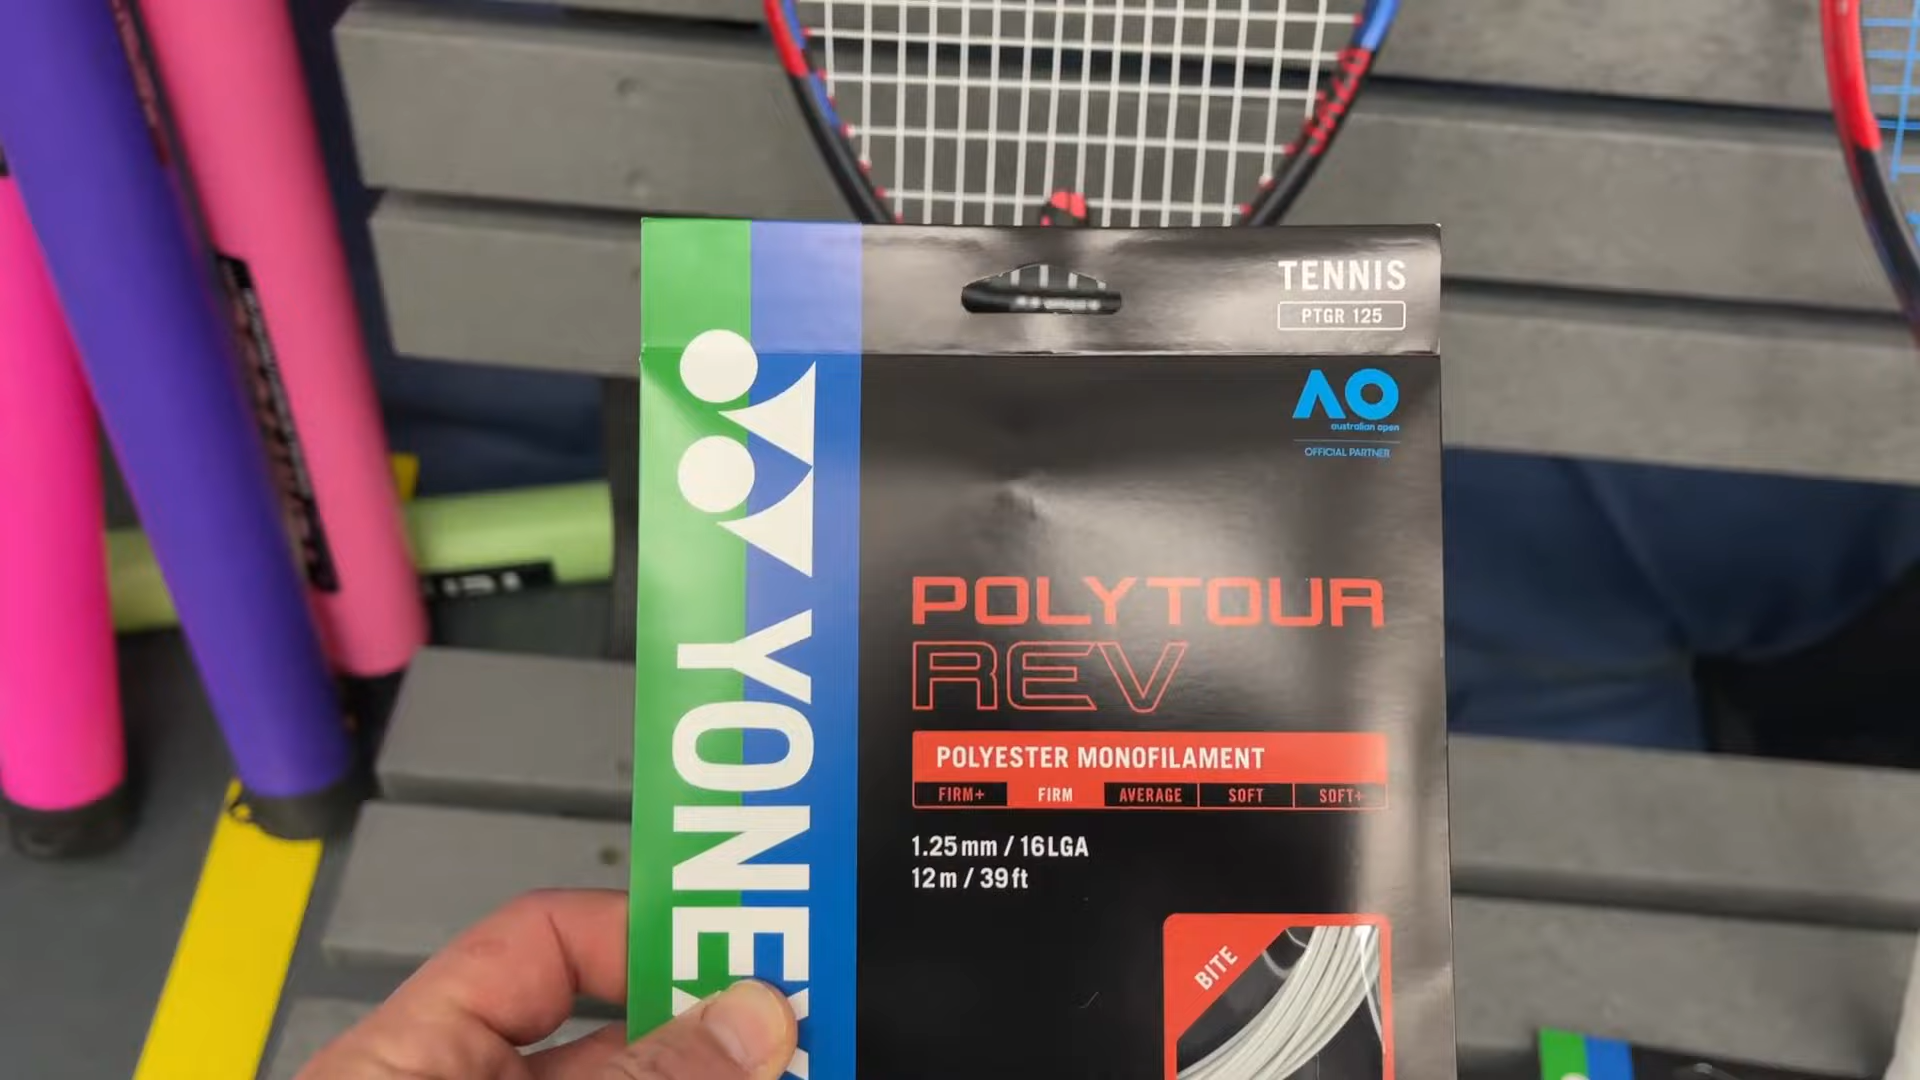 TENNIS
PTGR 125
AO
australian open
OFFICIAL PARTNER
YONEX
POLYTOUR
REV
POLYESTER MONOFILAMENT
FIRM+ FIRM AVERAGE SOFT SOFT+
1.25mm / 16LGA
12m / 39ft
BITE